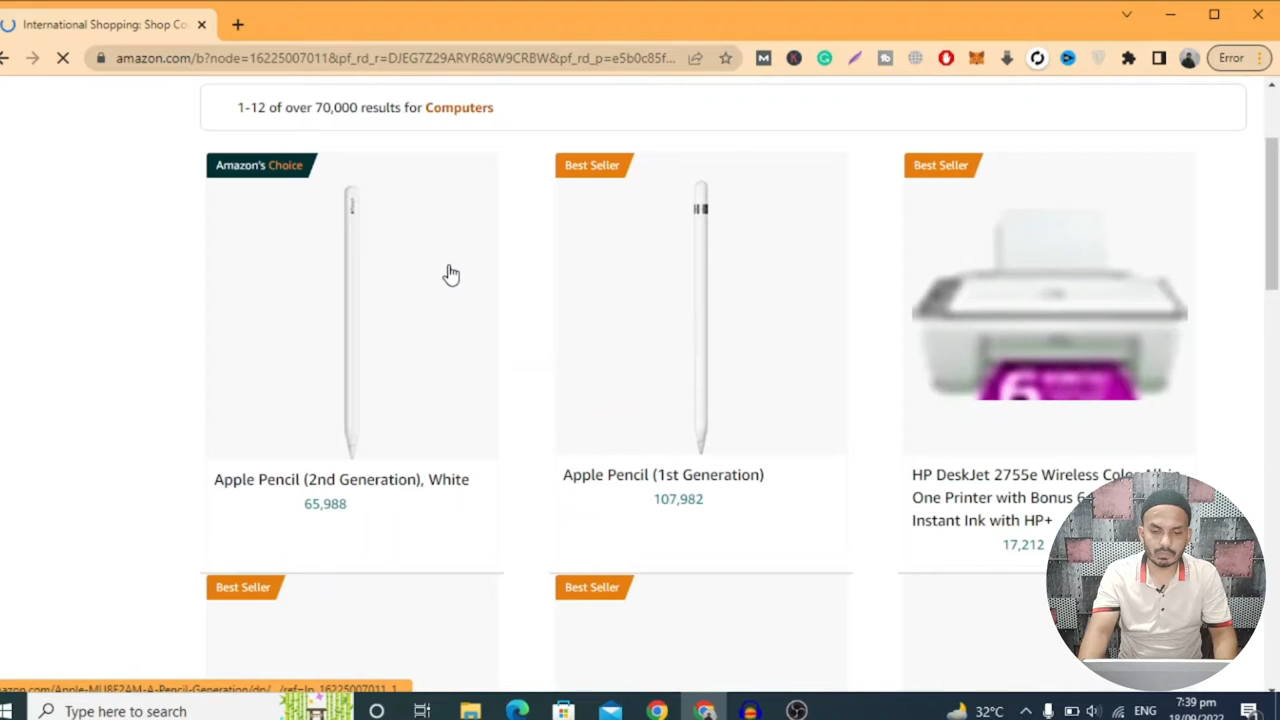 International Shopping: Shop Co
amazon.com/b?node=16225007011&pf_rd_r=DJEG7Z29ARYR68W9CRBW&pf_rd_p=e5b0c85f...
Error
1-12 of over 70,000 results for Computers
Amazon's Choice
Best Seller
Best Seller
Apple Pencil (2nd Generation), White
65,988
Apple Pencil (1st Generation)
107,982
HP DeskJet 2755e Wireless Color
One Printer with Bonus 6
Instant Ink with HP+
17,212
Best Seller
Best Seller
Type here to search
32°C
ENG
7:39 pm
18/09/2022